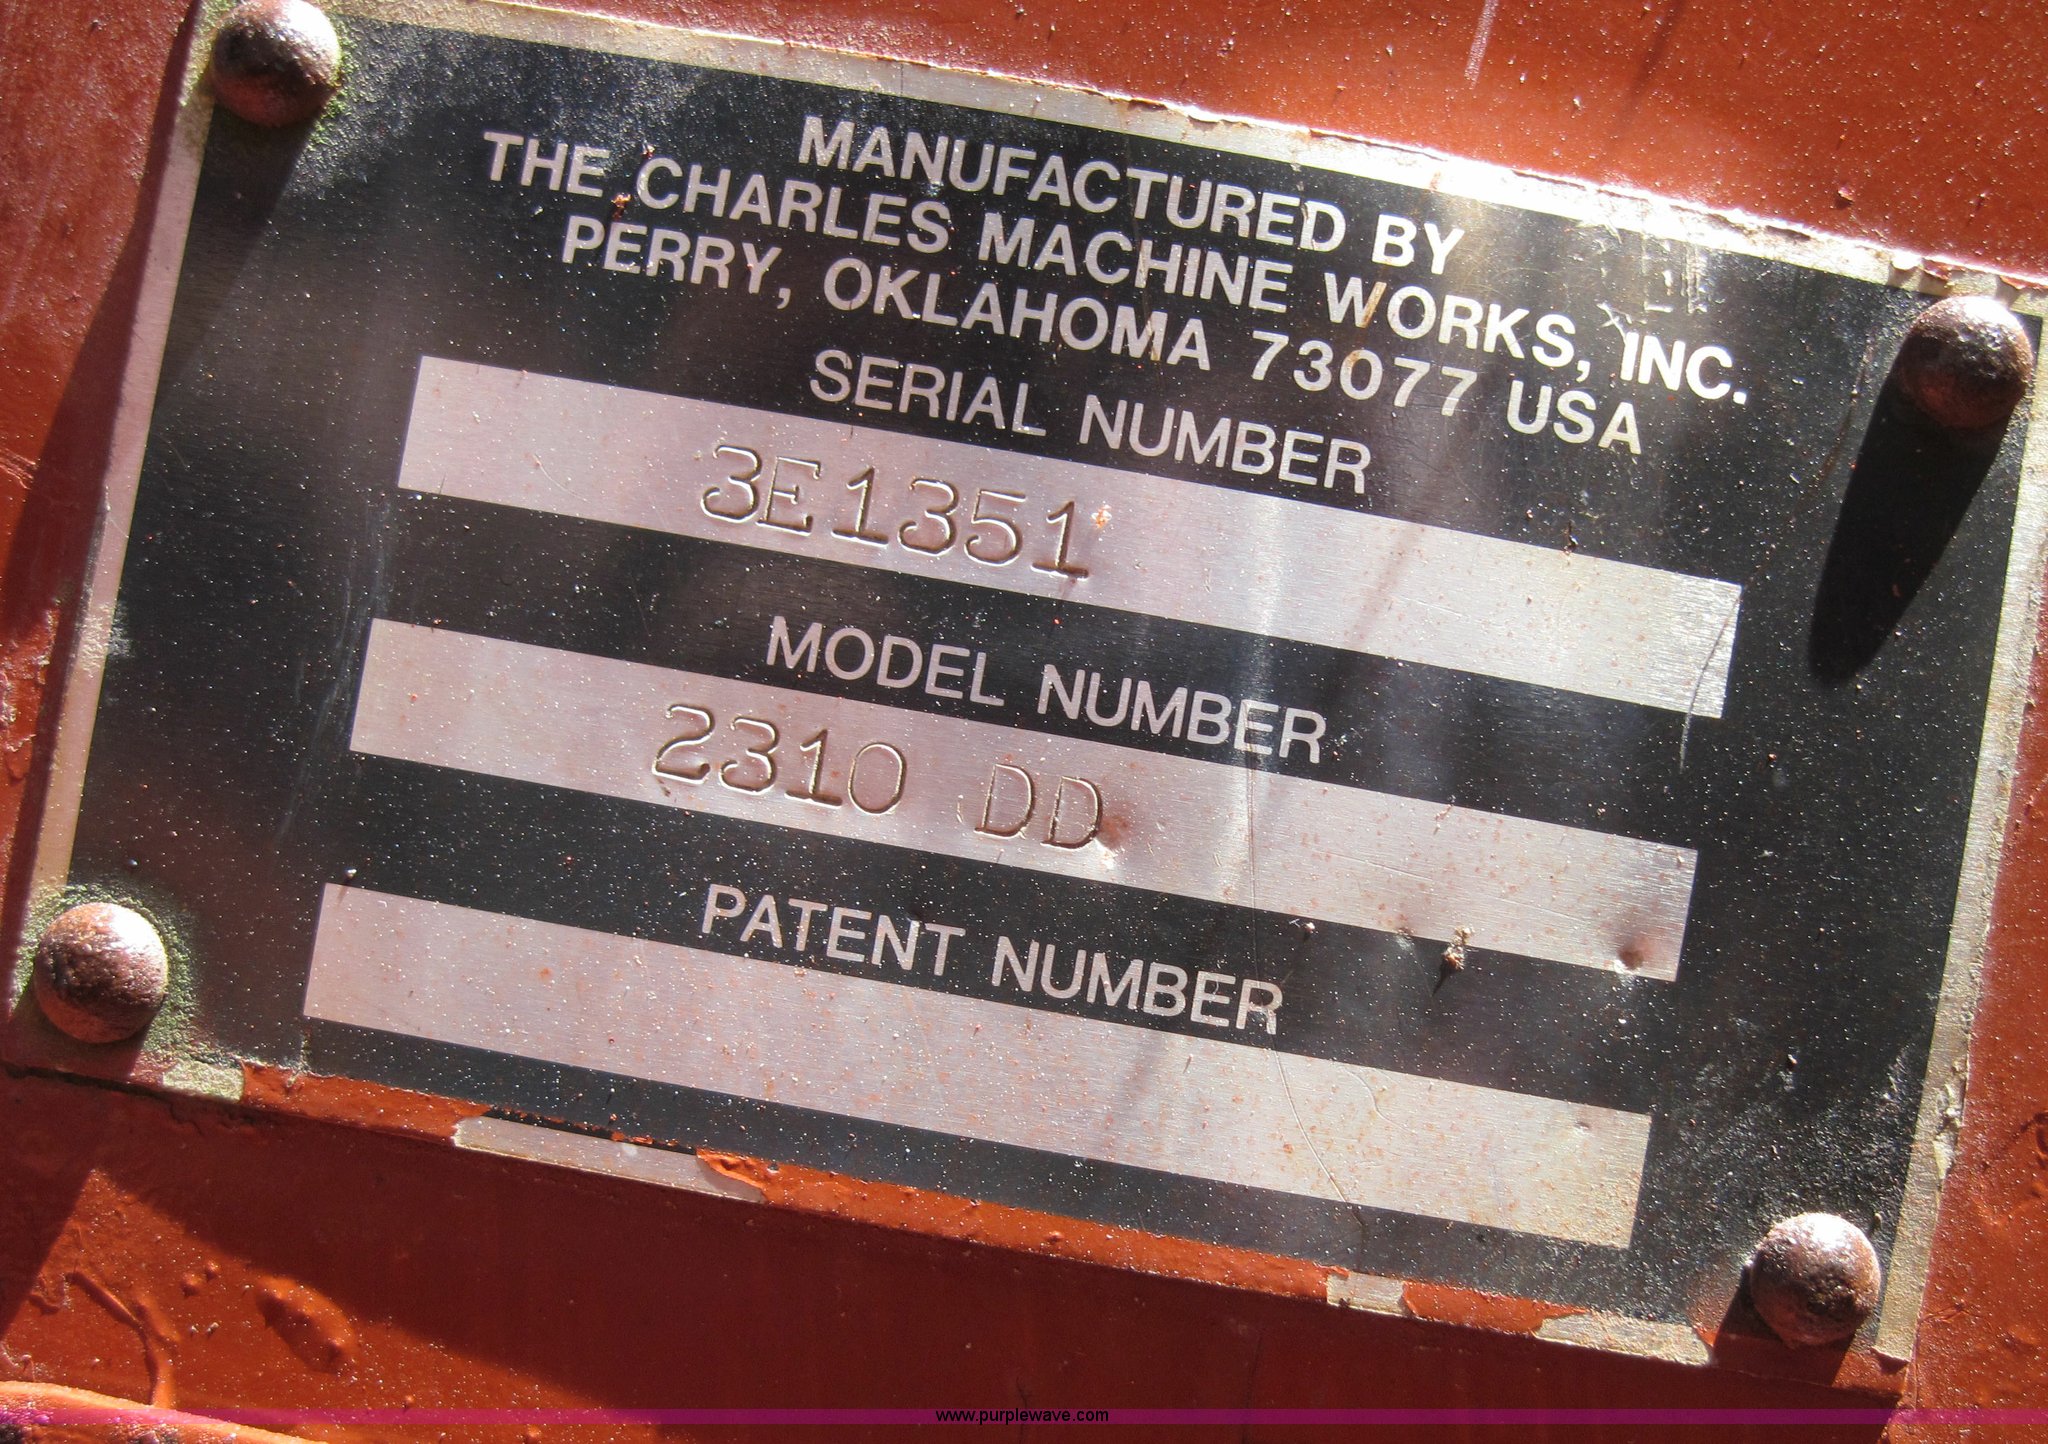 MANUFACTURED BY
THE CHARLES MACHINE WORKS, INC.
PERRY, OKLAHOMA 73077 USA
SERIAL NUMBER
3E1351
MODEL NUMBER
2310 DD
PATENT NUMBER
www.purplewave.com